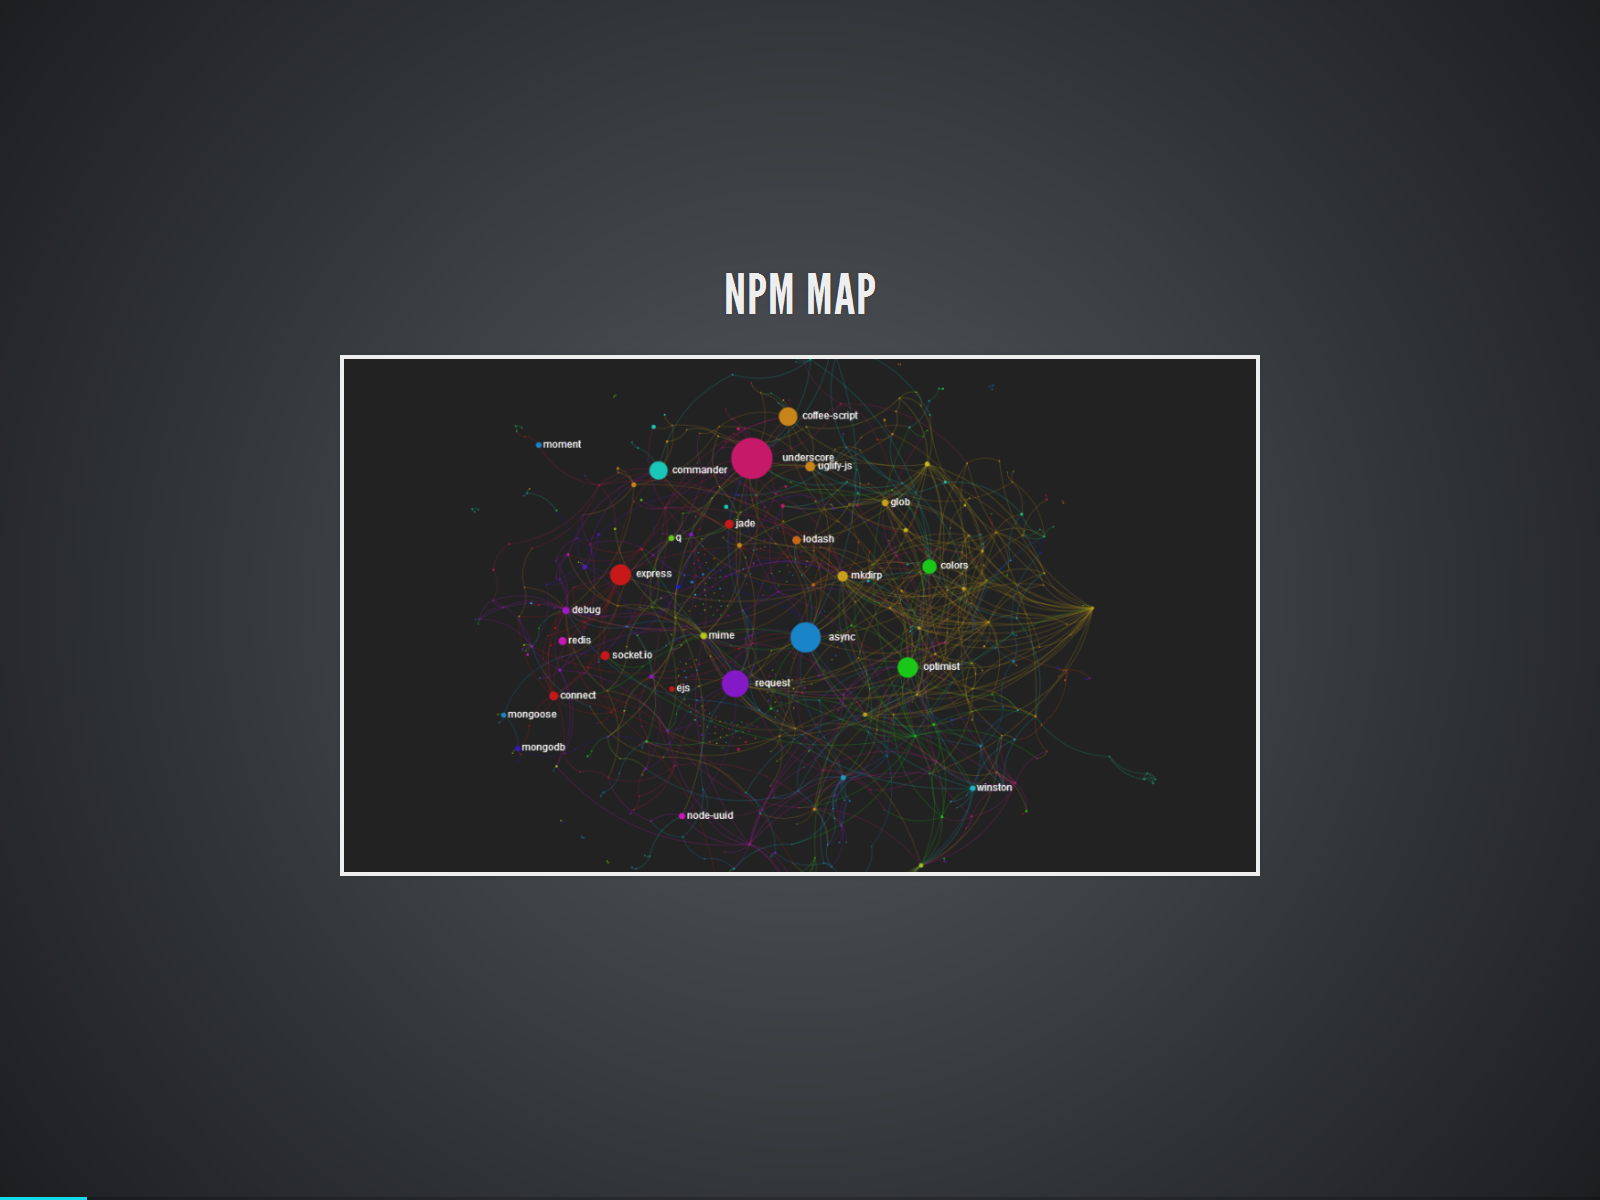 NPM MAP
coffee-script
moment
underscore
commander
uglify-js
glob
jade
q
lodash
colors
express
mkdirp
debug
mime
async
redis
socket.io
optimist
request
ejs
connect
mongoose
mongodb
winston
node-uuid